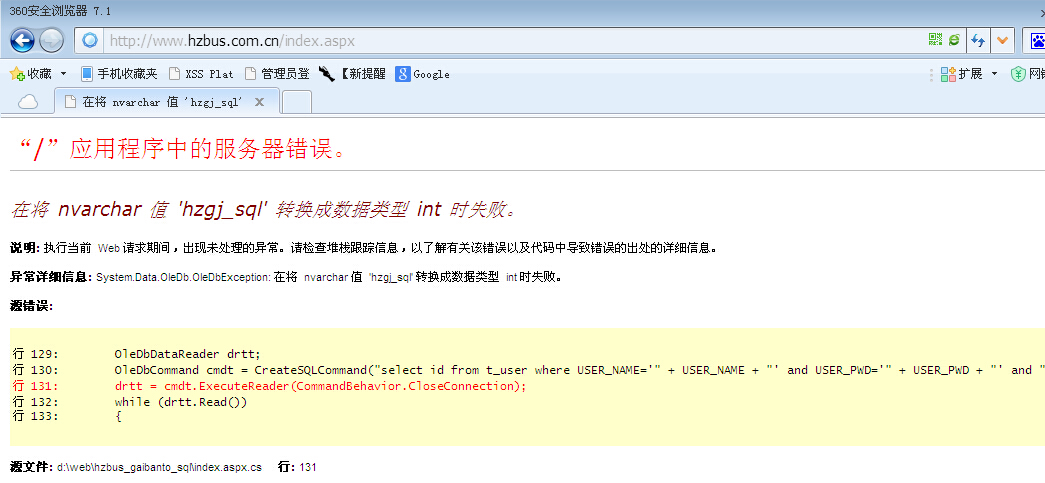 360安全浏览器 7.1
http://www.hzbus.com.cn/index.aspx
收藏 手机收藏夹 XSS Plat 管理员登 【新提醒 Google 扩展 网银
在将 nvarchar 值 'hzgj_sql'
“/”应用程序中的服务器错误。
在将 nvarchar 值 'hzgj_sql' 转换成数据类型 int 时失败。
说明: 执行当前 Web 请求期间，出现未处理的异常。请检查堆栈跟踪信息，以了解有关该错误以及代码中导致错误的出处的详细信息。
异常详细信息: System.Data.OleDb.OleDbException: 在将 nvarchar 值 'hzgj_sql' 转换成数据类型 int 时失败。
源错误:
行 129: OleDbDataReader drtt;
行 130: OleDbCommand cmdt = CreateSQLCommand("select id from t_user where USER_NAME='" + USER_NAME + "' and USER_PWD='" + USER_PWD + "' and "
行 131: drtt = cmdt.ExecuteReader(CommandBehavior.CloseConnection);
行 132: while (drtt.Read())
行 133: {
源文件: d:\web\hzbus_gaibanto_sql\index.aspx.cs 行: 131